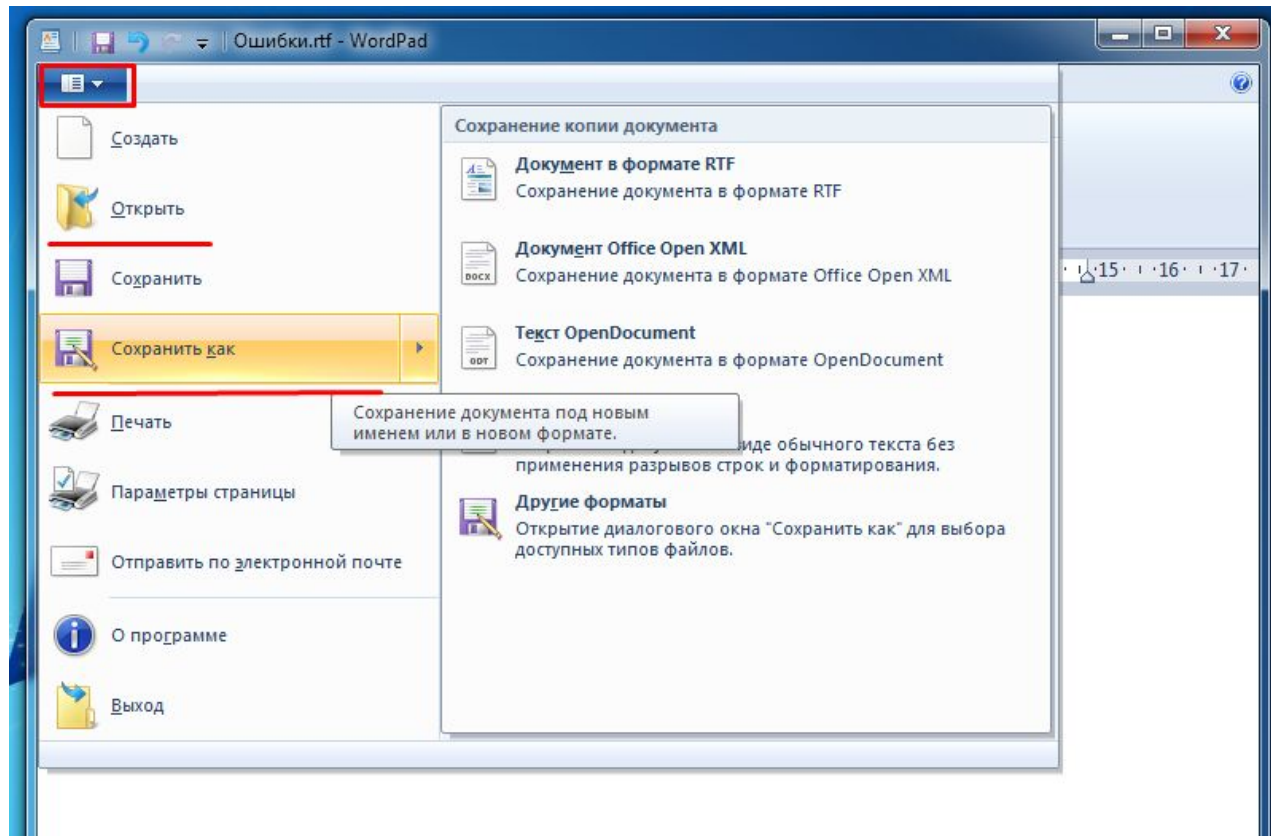 Ошибки.rtf - WordPad
Создать
Открыть
Сохранить
Сохранить как
Печать
Параметры страницы
Отправить по электронной почте
О программе
Выход
Сохранение копии документа
Документ в формате RTF
Сохранение документа в формате RTF
Документ Office Open XML
DOCX
Сохранение документа в формате Office Open XML
Текст OpenDocument
ODT
Сохранение документа в формате OpenDocument
Сохранение документа под новым
именем или в новом формате.
виде обычного текста без
применения разрывов строк и форматирования.
Другие форматы
Открытие диалогового окна "Сохранить как" для выбора
доступных типов файлов.
15 16 17